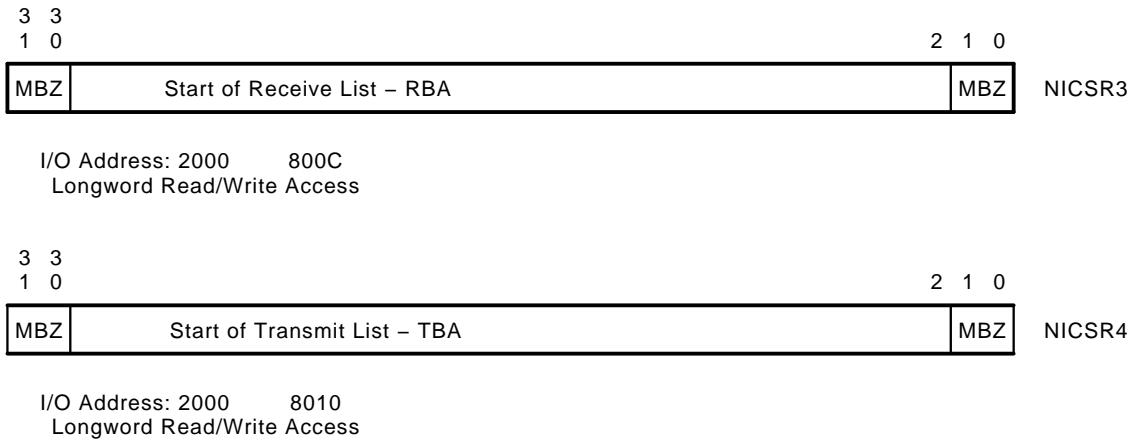 3 3
1 0 2 1 0
MBZ Start of Receive List – RBA MBZ NICSR3
I/O Address: 2000 800C
Longword Read/Write Access
3 3
1 0 2 1 0
MBZ Start of Transmit List – TBA MBZ NICSR4
I/O Address: 2000 8010
Longword Read/Write Access